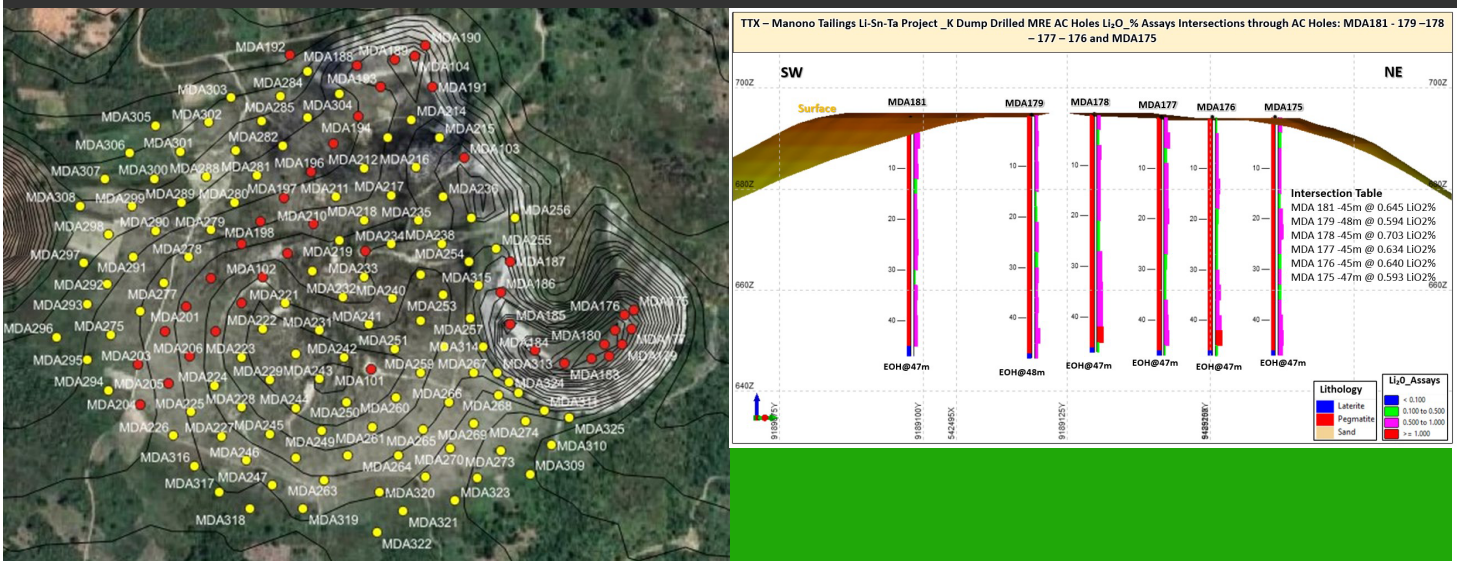 MDA190
MDA192
MDA188
MDA189
MDA104
MDA284
MDA193
MDA191
MDA303
MDA285
MDA304
MDA214
MDA305
MDA302
MDA194
MDA215
MDA282
MDA306
MDA301
MDA103
MDA196
MDA212
MDA216
MDA307
MDA300
MDA288
MDA281
MDA308
MDA299
MDA289
MDA280
MDA197
MDA211
MDA217
MDA236
MDA298
MDA290
MDA279
MDA210
MDA218
MDA235
MDA256
MDA198
MDA234
MDA238
MDA297
MDA278
MDA219
MDA255
MDA291
MDA254
MDA187
MDA102
MDA233
MDA315
MDA292
MDA277
MDA232
MDA240
MDA186
MDA293
MDA201
MDA221
MDA253
MDA176
MDA175
MDA185
MDA296
MDA275
MDA222
MDA231
MDA241
MDA257
MDA180
MDA184
MDA206
MDA223
MDA242
MDA251
MDA314
MDA179
MDA295
MDA203
MDA259
MDA267
MDA313
MDA183
MDA294
MDA205
MDA224
MDA229
MDA243
MDA101
MDA324
MDA204
MDA225
MDA228
MDA244
MDA250
MDA260
MDA266
MDA268
MDA311
MDA226
MDA227
MDA245
MDA249
MDA261
MDA265
MDA269
MDA274
MDA325
MDA316
MDA246
MDA264
MDA270
MDA273
MDA310
MDA309
MDA317
MDA247
MDA263
MDA320
MDA323
MDA318
MDA319
MDA321
MDA322
TTX – Manono Tailings Li-Sn-Ta Project _K Dump Drilled MRE AC Holes Li₂O_% Assays Intersections through AC Holes: MDA181 - 179 –178
– 177 – 176 and MDA175
SW
NE
700Z
700Z
Surface
MDA181
MDA179
MDA178
MDA177
MDA176
MDA175
10
10
10
10
10
10
680Z
680Z
20
20
20
20
20
20
30
30
30
30
30
30
660Z
660Z
40
40
40
40
40
40
EOH@47m
EOH@48m
EOH@47m
EOH@47m
EOH@47m
EOH@47m
640Z
Intersection Table
MDA 181 -45m @ 0.645 LiO2%
MDA 179 -48m @ 0.594 LiO2%
MDA 178 -45m @ 0.703 LiO2%
MDA 177 -45m @ 0.634 LiO2%
MDA 176 -45m @ 0.640 LiO2%
MDA 175 -47m @ 0.593 LiO2%
9189100Y
542495X
9189125Y
Lithology
Laterite
Pegmatite
Sand
Li₂O_Assays
< 0.100
0.100 to 0.500
0.500 to 1.000
>= 1.000